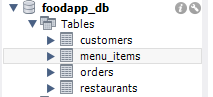 foodapp_db
Tables
customers
menu_items
orders
restaurants